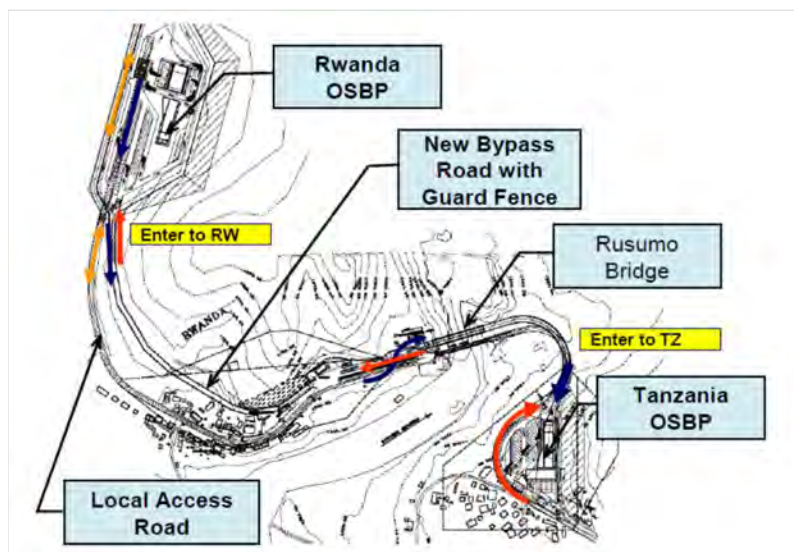 Rwanda
OSBP
New Bypass
Road with
Guard Fence
Enter to RW
Rusumo
Bridge
RWANDA
Enter to TZ
Tanzania
OSBP
Local Access
Road